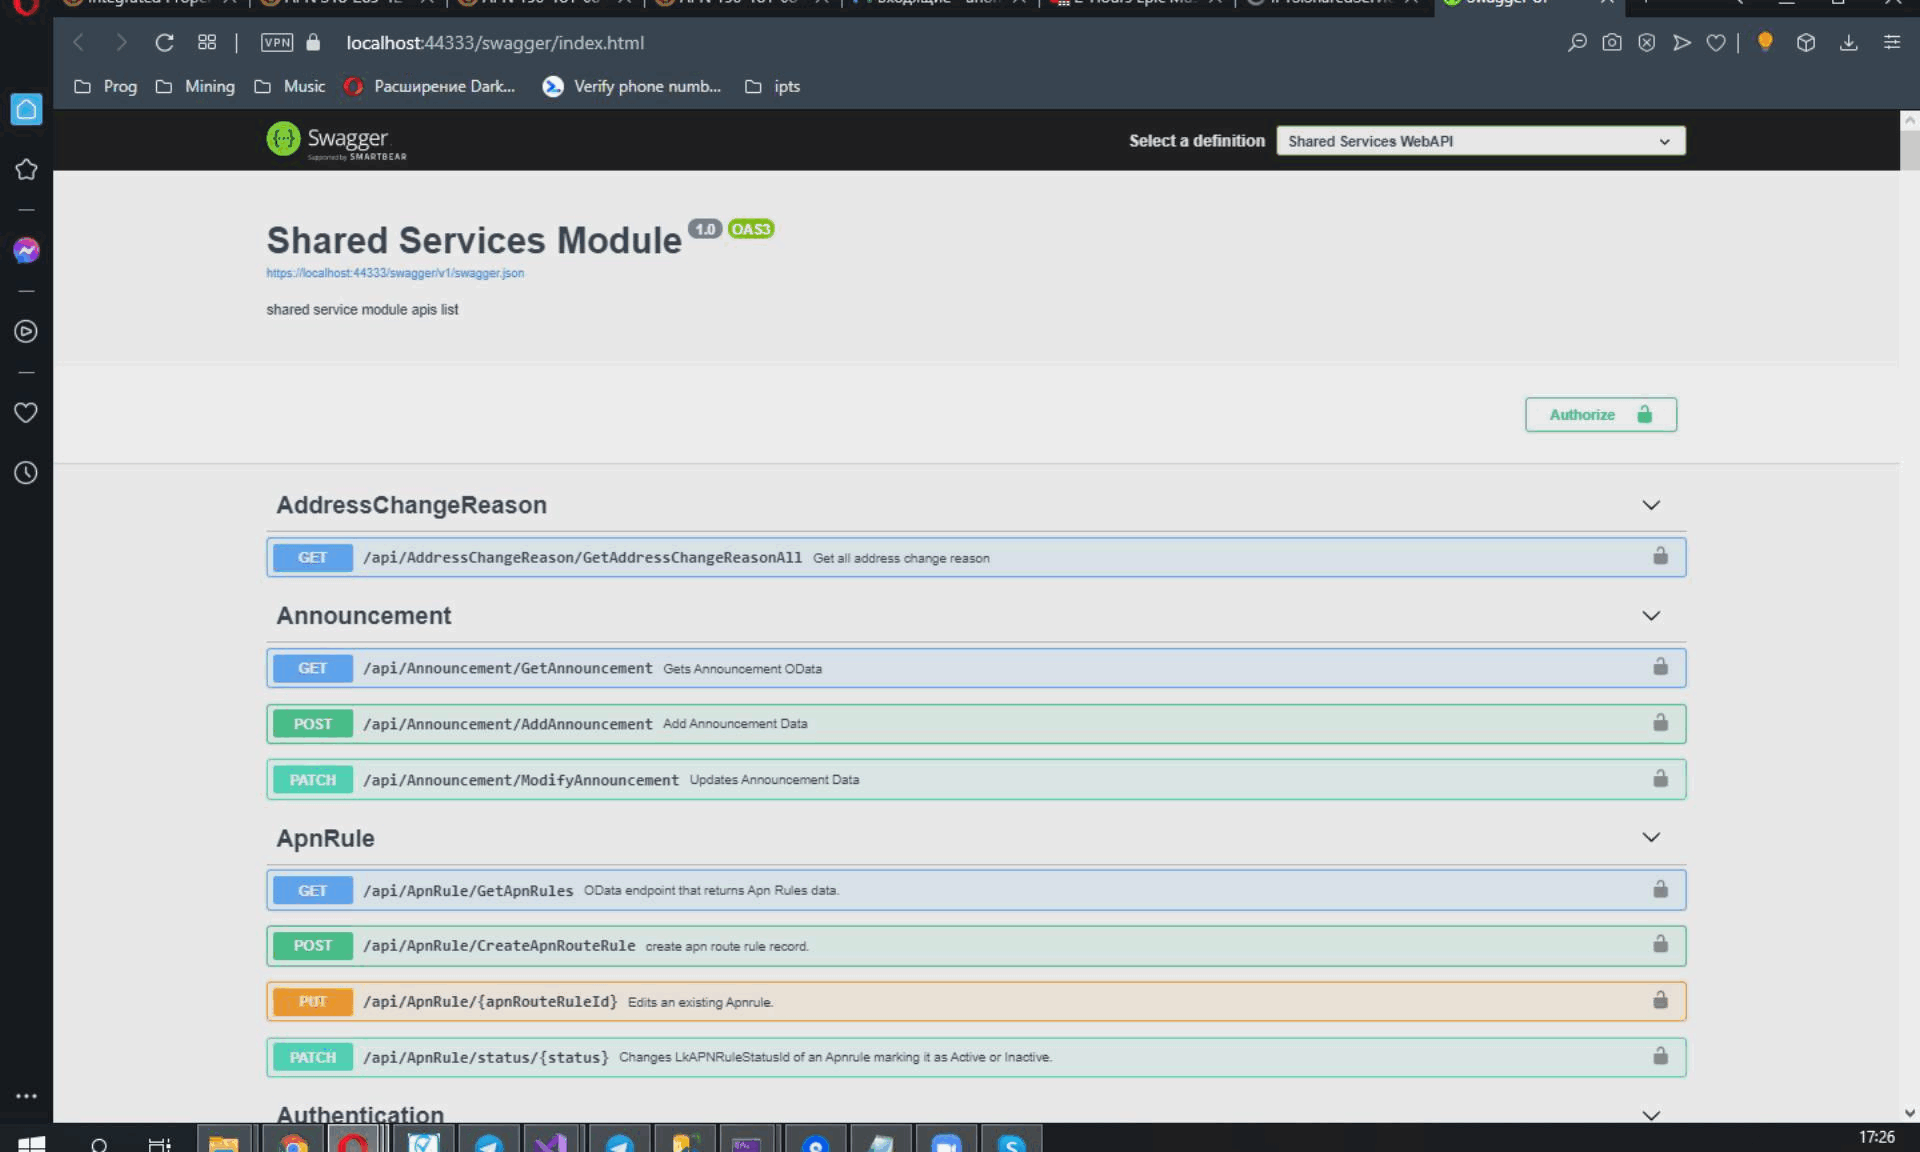 VPN
localhost:44333/swagger/index.html
Prog
Mining
Music
Расширение Dark...
Verify phone numb...
ipts
Swagger
Supported by SMARTBEAR
Select a definition
Shared Services WebAPI
Shared Services Module 1.0 OAS3
https://localhost:44333/swagger/v1/swagger.json
shared service module apis list
Authorize
AddressChangeReason
GET /api/AddressChangeReason/GetAddressChangeReasonAll Get all address change reason
Announcement
GET /api/Announcement/GetAnnouncement Gets Announcement OData
POST /api/Announcement/AddAnnouncement Add Announcement Data
PATCH /api/Announcement/ModifyAnnouncement Updates Announcement Data
ApnRule
GET /api/ApnRule/GetApnRules OData endpoint that returns Apn Rules data.
POST /api/ApnRule/CreateApnRouteRule create apn route rule record.
PUT /api/ApnRule/{apnRouteRuleId} Edits an existing Apnrule.
PATCH /api/ApnRule/status/{status} Changes LkAPNRuleStatusId of an Apnrule marking it as Active or Inactive.
Authentication
17:26